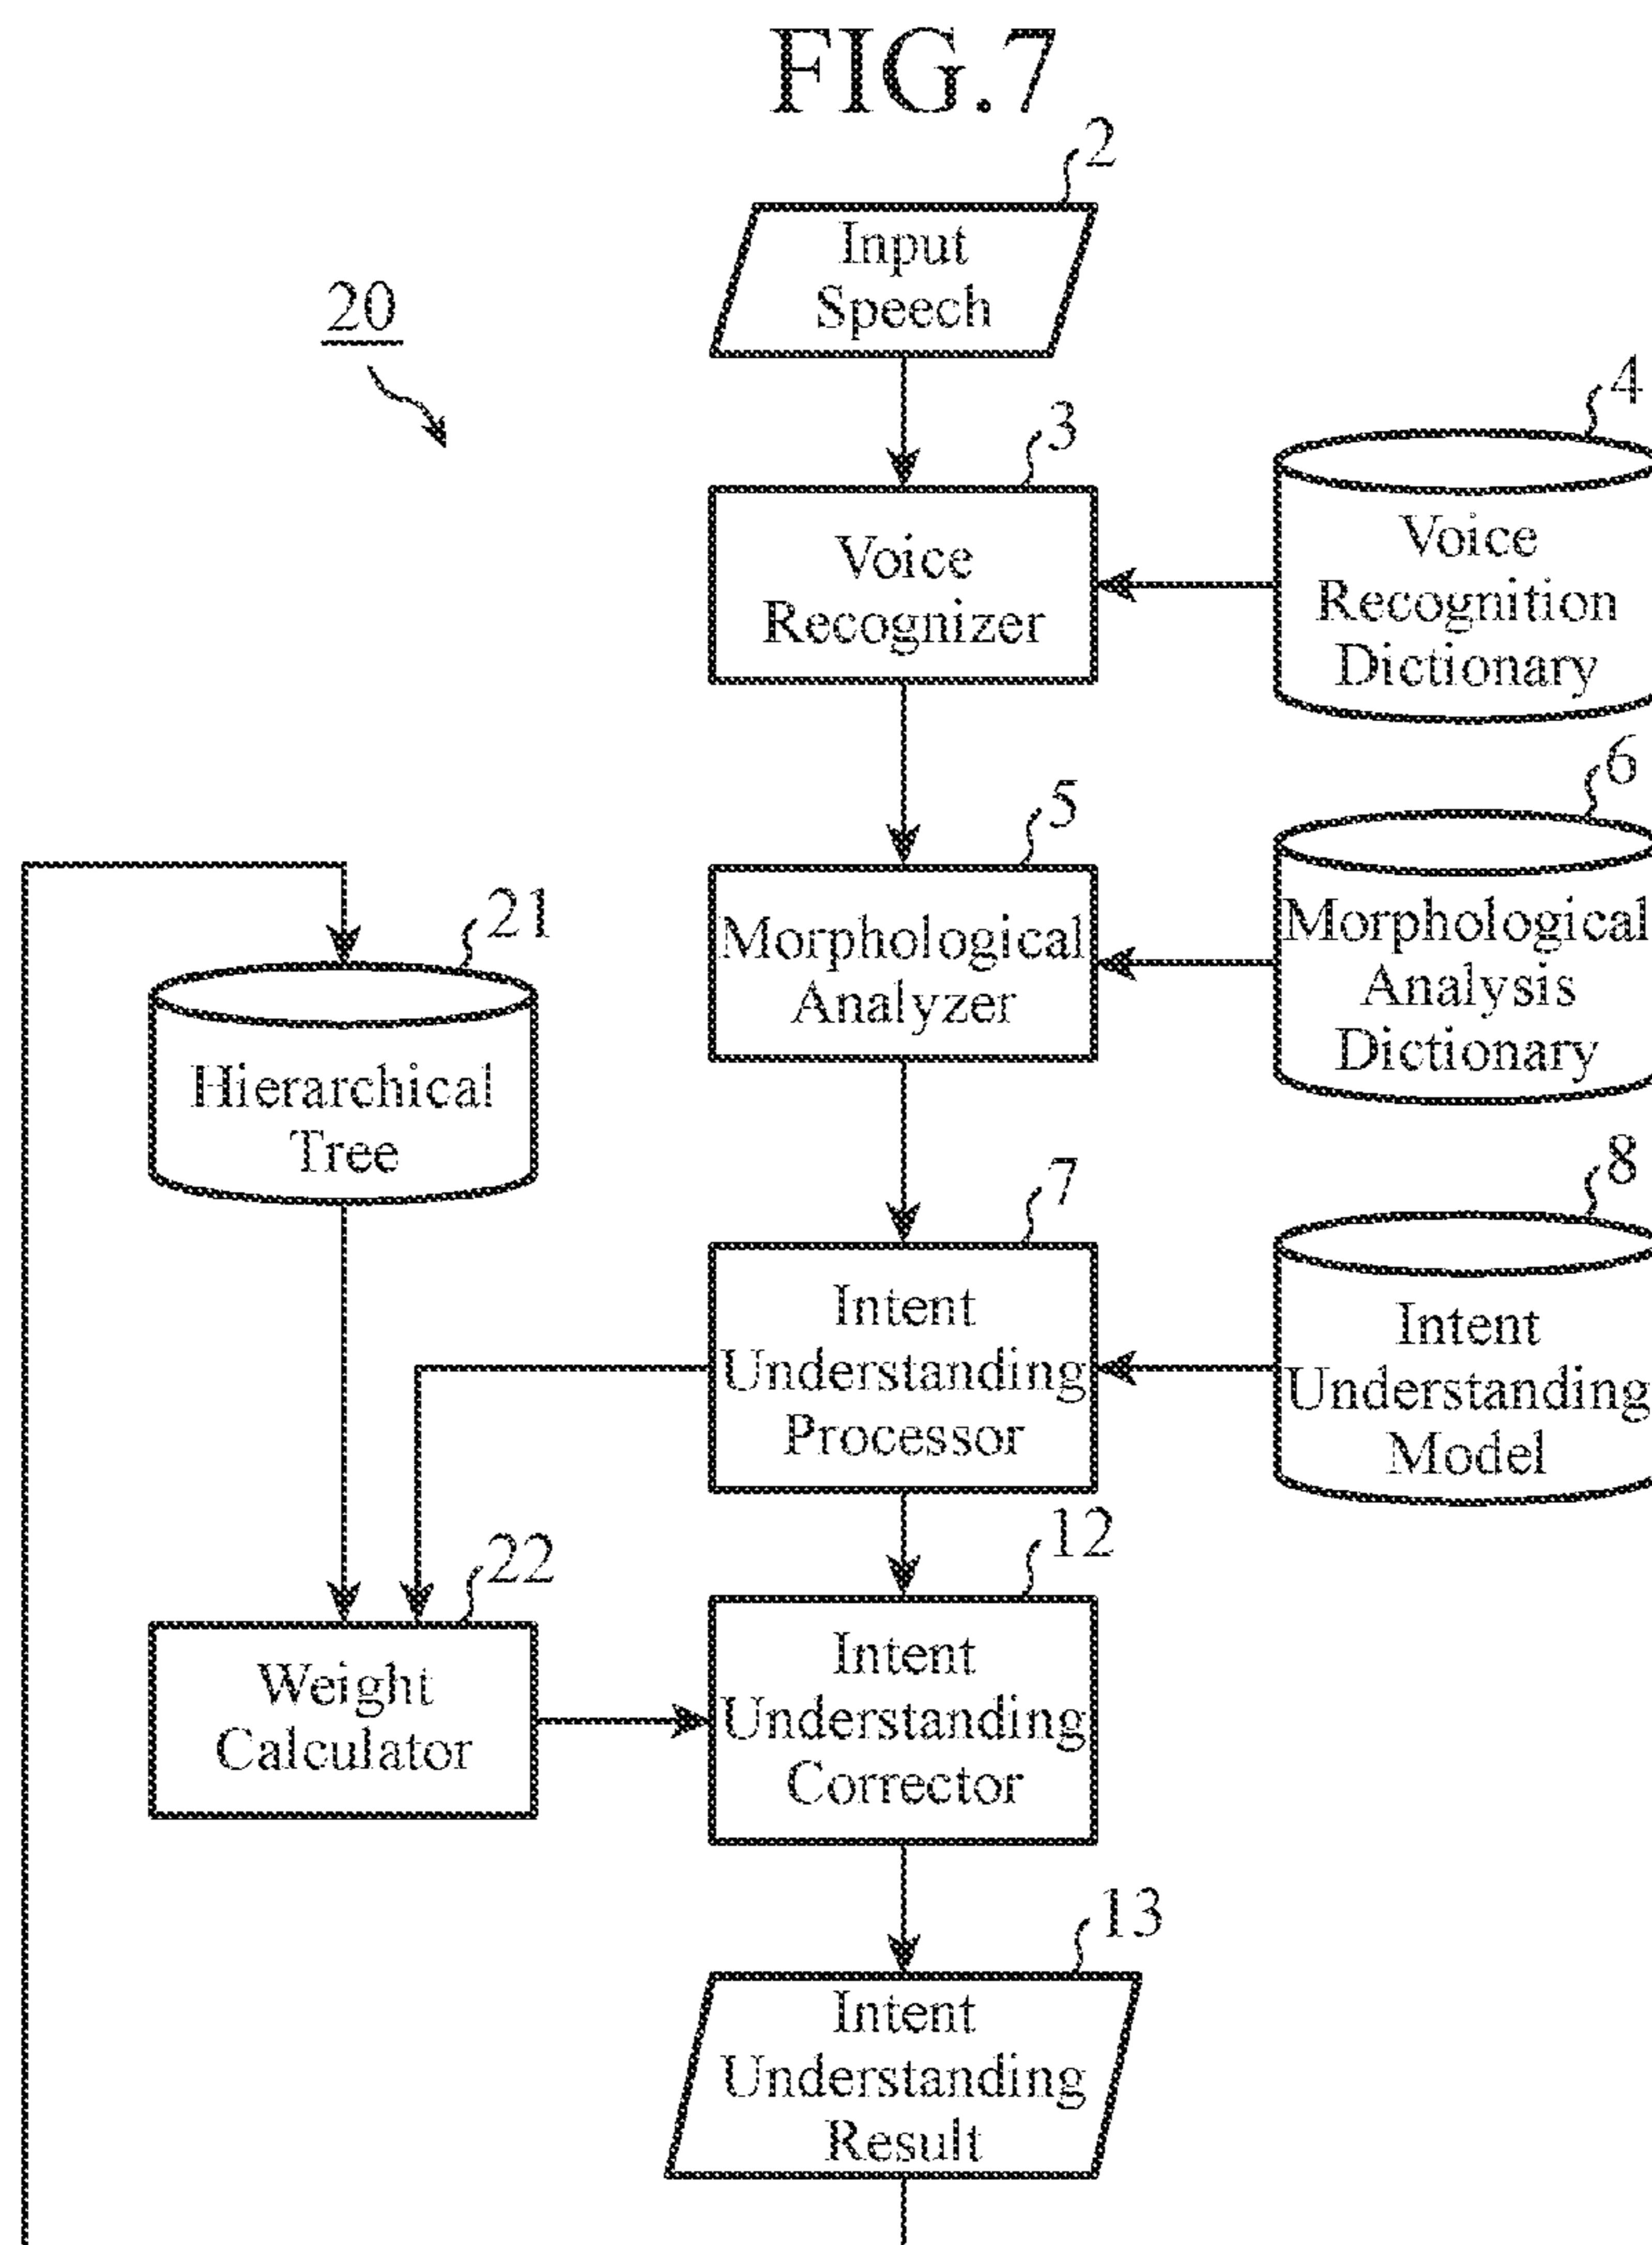 FIG.7
2
Input
Speech
20
3
Voice
Recognizer
4
Voice
Recognition
Dictionary
5
Morphological
Analyzer
6
Morphological
Analysis
Dictionary
21
Hierarchical
Tree
7
Intent
Understanding
Processor
8
Intent
Understanding
Model
22
Weight
Calculator
12
Intent
Understanding
Corrector
13
Intent
Understanding
Result